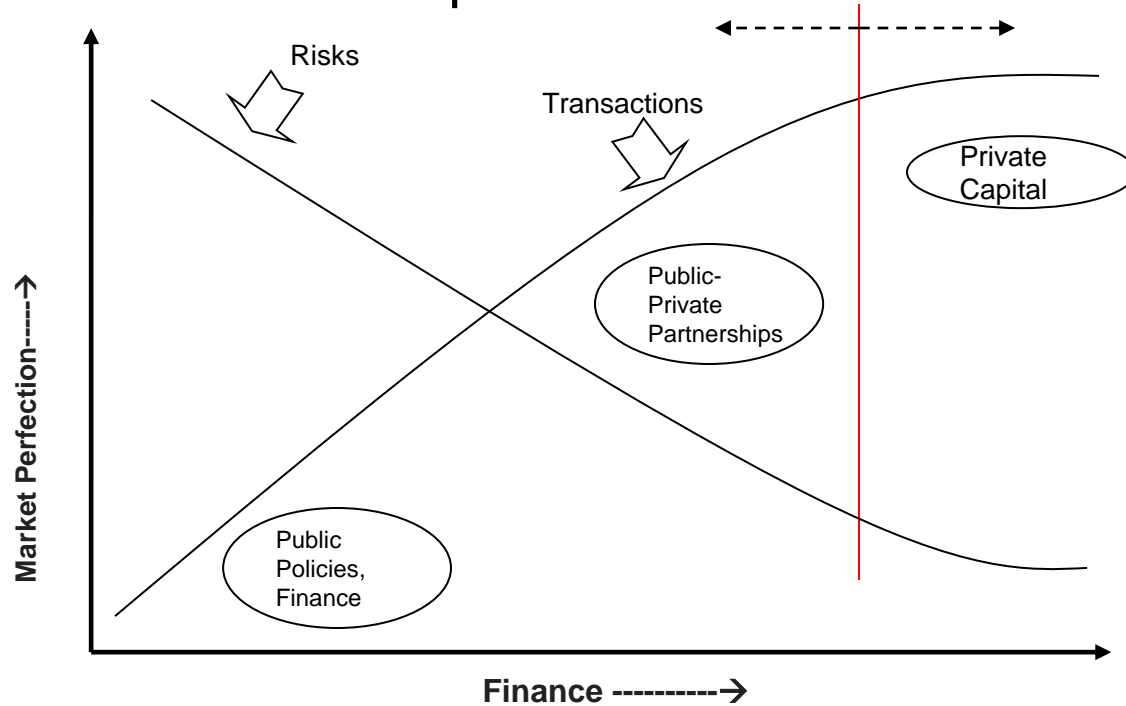 Risks
Transactions
Private
Capital
Public-
Private
Partnerships
Public
Policies,
Finance
Market Perfection-----→
Finance ----------→